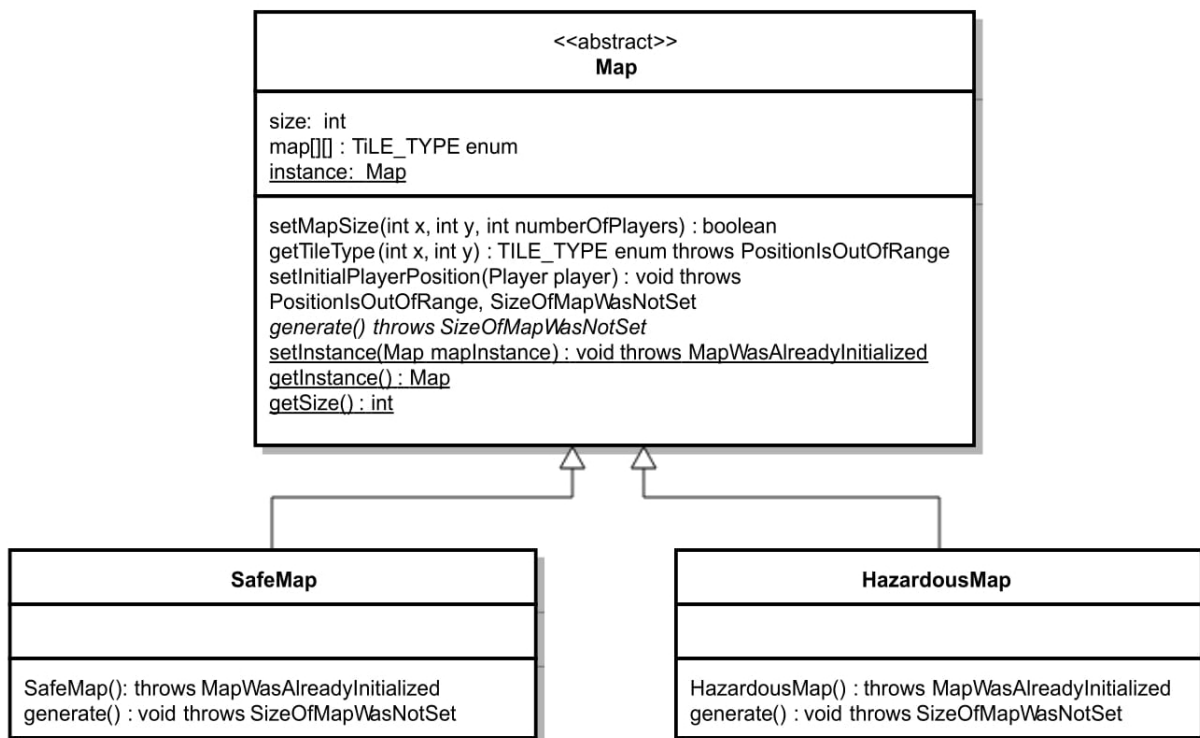 <<abstract>>
Map
size: int
map[][] : TiLE_TYPE enum
instance: Map
setMapSize(int x, int y, int numberOfPlayers) : boolean
getTileType(int x, int y) : TILE_TYPE enum throws PositionIsOutOfRange
setInitialPlayerPosition(Player player) : void throws
PositionIsOutOfRange, SizeOfMapWasNotSet
generate() throws SizeOfMapWasNotSet
setInstance(Map mapInstance) : void throws MapWasAlreadyInitialized
getInstance() : Map
getSize() : int
SafeMap
SafeMap(): throws MapWasAlreadyInitialized
generate() : void throws SizeOfMapWasNotSet
HazardousMap
HazardousMap() : throws MapWasAlreadyInitialized
generate() : void throws SizeOfMapWasNotSet